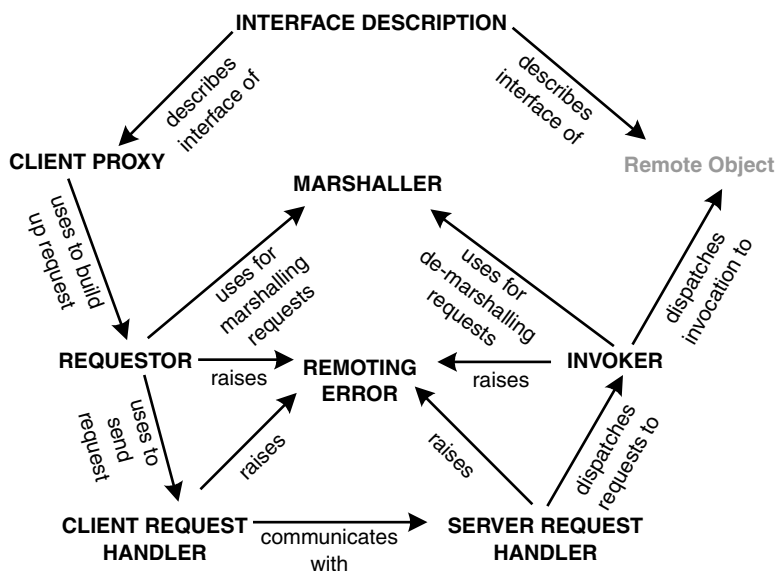 INTERFACE DESCRIPTION
describes
interface of
describes
interface of
CLIENT PROXY
Remote Object
MARSHALLER
uses to build
up request
uses for
marshalling
requests
uses for
de-marshalling
requests
dispatches
invocation to
REQUESTOR
raises
REMOTING
ERROR
raises
INVOKER
uses to
send
request
raises
raises
dispatches
requests to
CLIENT REQUEST
HANDLER
communicates
with
SERVER REQUEST
HANDLER